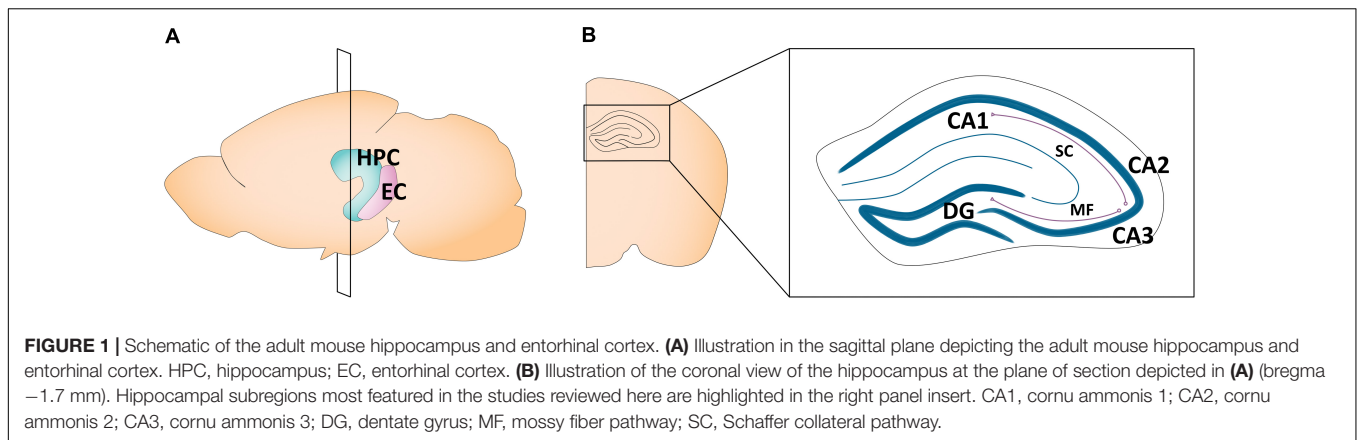 A
B
HPC
EC
CA1
SC
CA2
DG
MF
CA3
FIGURE 1 | Schematic of the adult mouse hippocampus and entorhinal cortex. (A) Illustration in the sagittal plane depicting the adult mouse hippocampus and
entorhinal cortex. HPC, hippocampus; EC, entorhinal cortex. (B) Illustration of the coronal view of the hippocampus at the plane of section depicted in (A) (bregma
−1.7 mm). Hippocampal subregions most featured in the studies reviewed here are highlighted in the right panel insert. CA1, cornu ammonis 1; CA2, cornu
ammonis 2; CA3, cornu ammonis 3; DG, dentate gyrus; MF, mossy fiber pathway; SC, Schaffer collateral pathway.